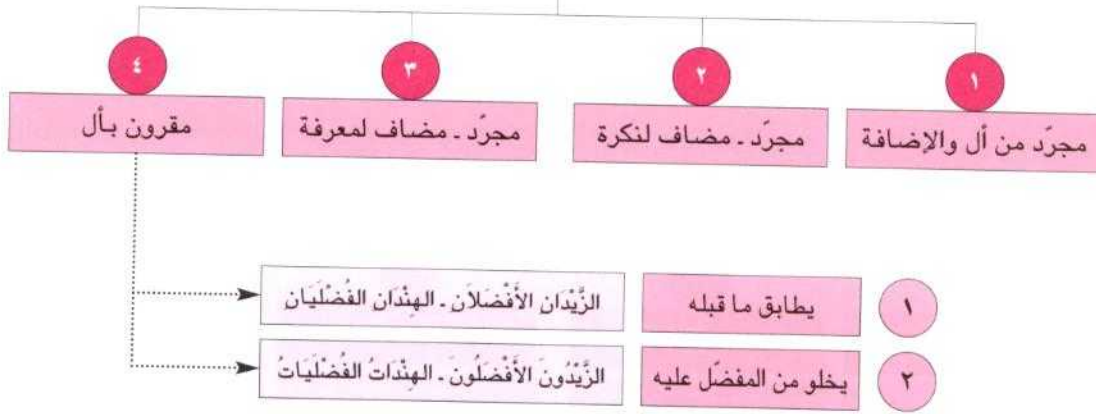 ١
٢
٣
٤
مجرّد من أل والإضافة
مجرّد - مضاف لنكرة
مجرّد - مضاف لمعرفة
مقرون بأل
١
يطابق ما قبله
الزَّيْدَانِ الأَفْضَلاَنِ - الهِنْدَانِ الفُضْلَيَانِ
٢
يخلو من المفضّل عليه
الزَّيْدُونَ الأَفْضَلُونَ - الهِنْدَاتُ الفُضْلَيَاتُ